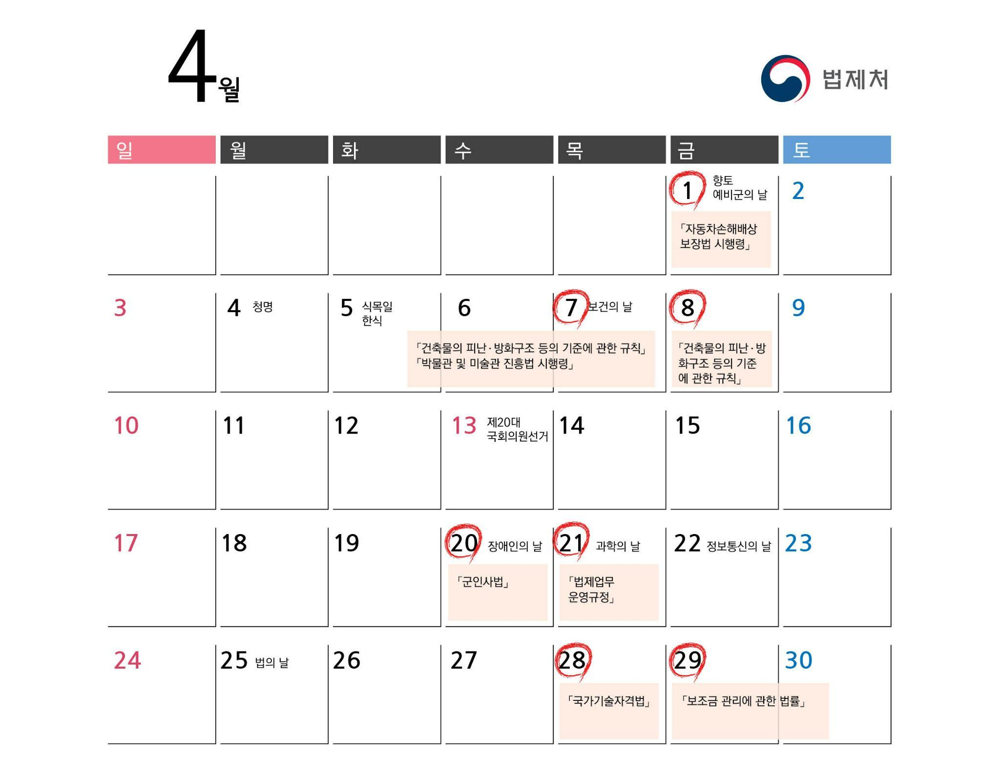 4월
법제처
일 월 화 수 목 금 토
1 향토
예비군의 날
「자동차손해배상
보장법 시행령」
2
3
4 청명
5 식목일
한식
6
7 보건의 날
「건축물의 피난·방화구조 등의 기준에 관한 규칙」
「박물관 및 미술관 진흥법 시행령」
8
「건축물의 피난·방
화구조 등의 기준
에 관한 규칙」
9
10
11
12
13 제20대
국회의원선거
14
15
16
17
18
19
20 장애인의 날
「군인사법」
21 과학의 날
「법제업무
운영규정」
22 정보통신의 날
23
24
25 법의 날
26
27
28
「국가기술자격법」
29
「보조금 관리에 관한 법률」
30